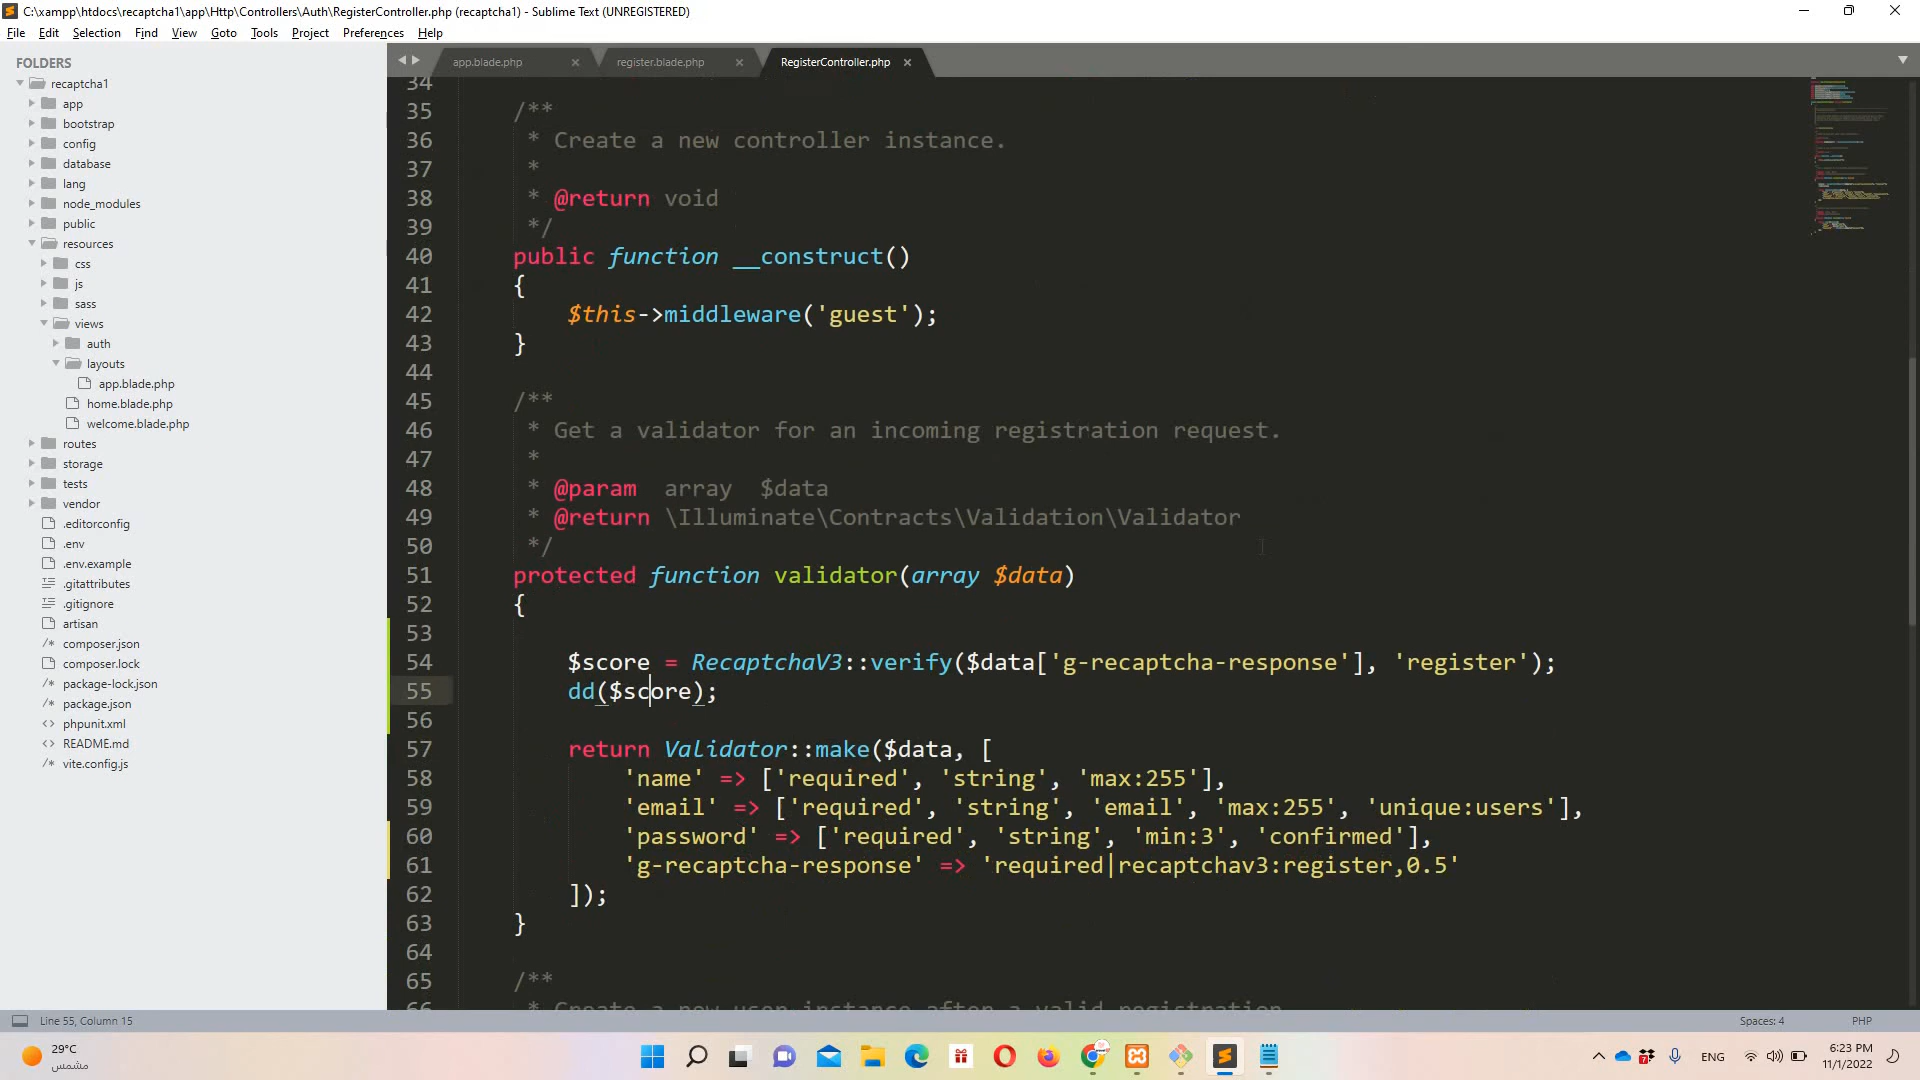 C:\xampp\htdocs\recaptcha1\app\Http\Controllers\Auth\RegisterController.php (recaptcha1) - Sublime Text (UNREGISTERED)
File Edit Selection Find View Goto Tools Project Preferences Help
FOLDERS
recaptcha1
app
bootstrap
config
database
lang
node_modules
public
resources
css
js
sass
views
auth
layouts
app.blade.php
home.blade.php
welcome.blade.php
routes
storage
tests
vendor
.editorconfig
.env
.env.example
.gitattributes
.gitignore
artisan
/* composer.json
composer.lock
/* package-lock.json
/* package.json
<> phpunit.xml
<> README.md
/* vite.config.js
app.blade.php × register.blade.php × RegisterController.php ×
34
35 /**
36 * Create a new controller instance.
37 *
38 * @return void
39 */
40 public function __construct()
41 {
42 $this->middleware('guest');
43 }
44
45 /**
46 * Get a validator for an incoming registration request.
47 *
48 * @param array $data
49 * @return \Illuminate\Contracts\Validation\Validator
50 */
51 protected function validator(array $data)
52 {
53
54 $score = RecaptchaV3::verify($data['g-recaptcha-response'], 'register');
55 dd($score);
56
57 return Validator::make($data, [
58 'name' => ['required', 'string', 'max:255'],
59 'email' => ['required', 'string', 'email', 'max:255', 'unique:users'],
60 'password' => ['required', 'string', 'min:3', 'confirmed'],
61 'g-recaptcha-response' => 'required|recaptchav3:register,0.5'
62 ]);
63 }
64
65 /**
66 * Create a new user instance after a valid registration
Line 55, Column 15 Spaces: 4 PHP
29°C
مشمس
ENG
6:23 PM
11/1/2022